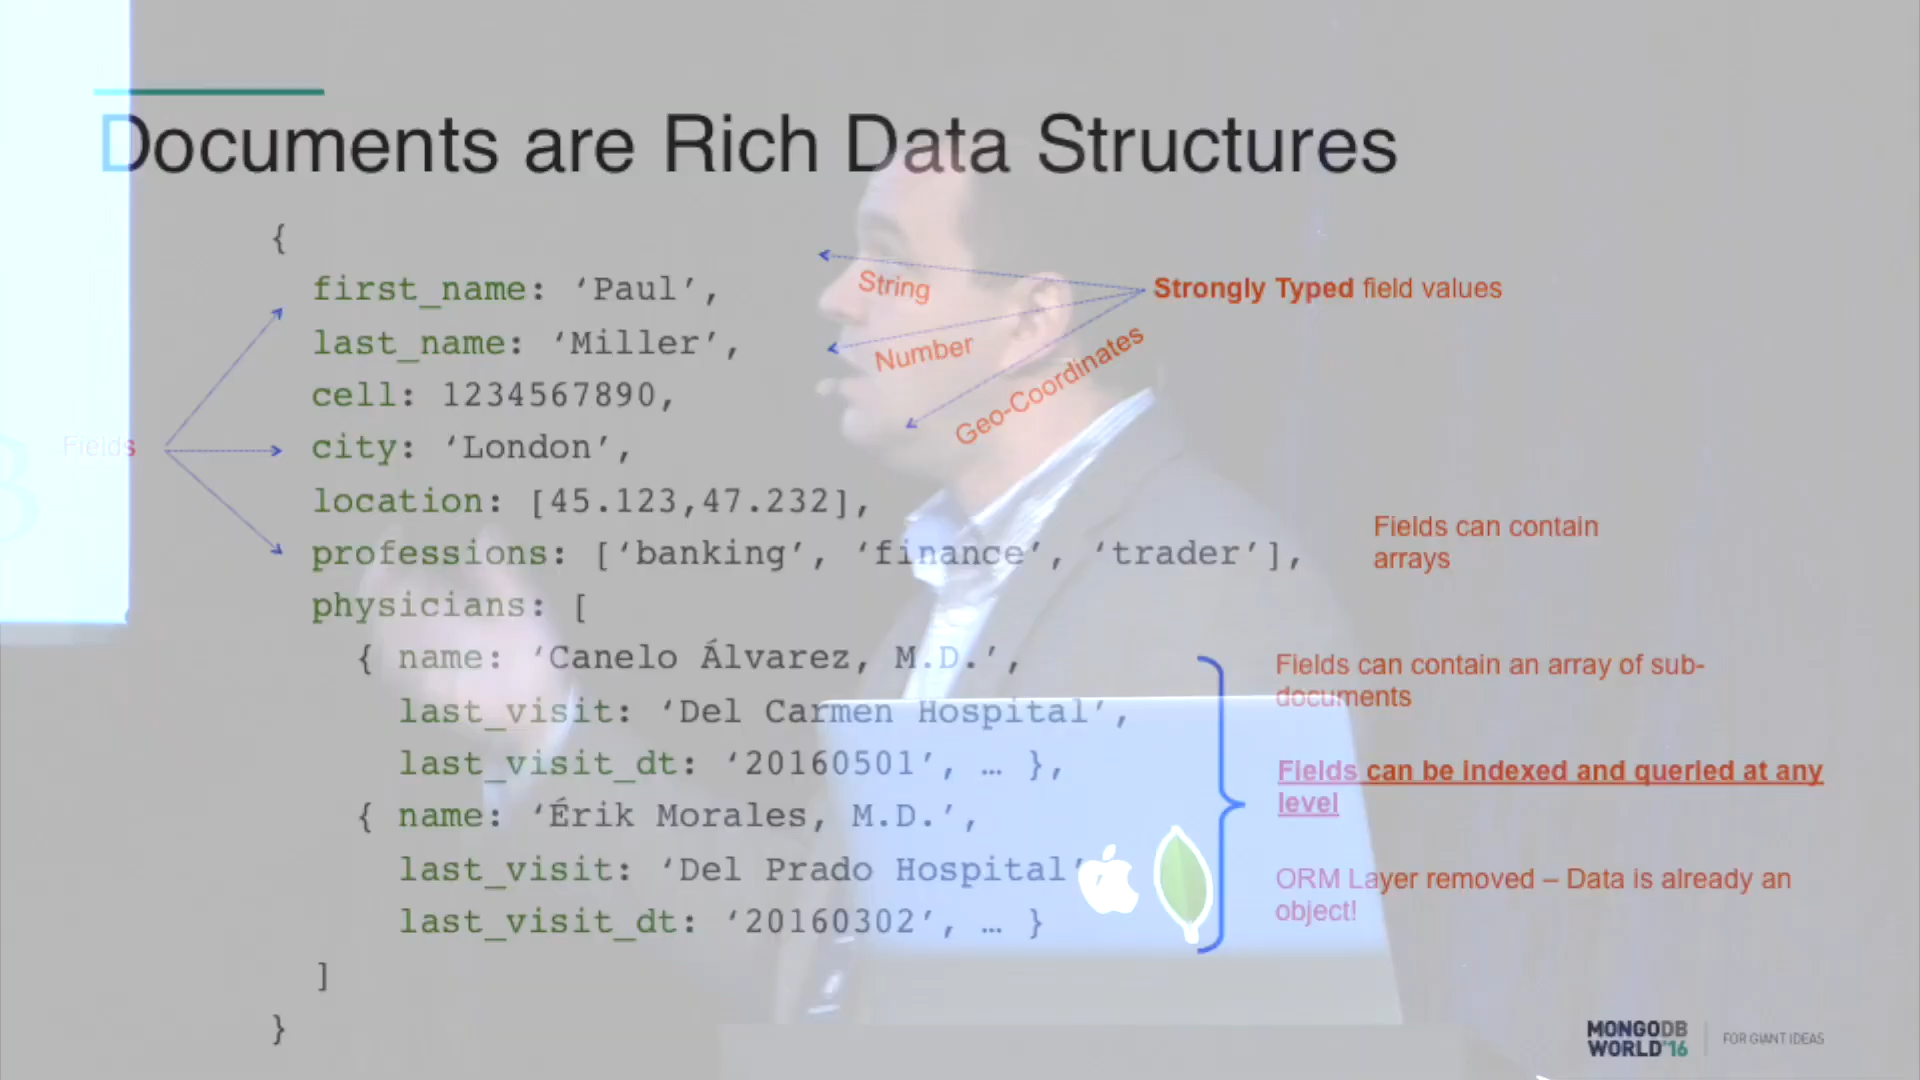 Documents are Rich Data Structures
{
first_name: ‘Paul’,
last_name: ‘Miller’,
cell: 1234567890,
city: ‘London’,
location: [45.123,47.232],
professions: [‘banking’, ‘finance’, ‘trader’],
physicians: [
{ name: ‘Canelo Álvarez, M.D.’,
last_visit: ‘Del Carmen Hospital’,
last_visit_dt: ‘20160501’, … },
{ name: ‘Érik Morales, M.D.’,
last_visit: ‘Del Prado Hospital’
last_visit_dt: ‘20160302’, … }
]
}
Fields
String
Number
Geo-Coordinates
Strongly Typed field values
Fields can contain
arrays
Fields can contain an array of sub-
documents
Fields can be indexed and queried at any
level
ORM Layer removed – Data is already an
object!
MONGODB
WORLD'16
FOR GIANT IDEAS